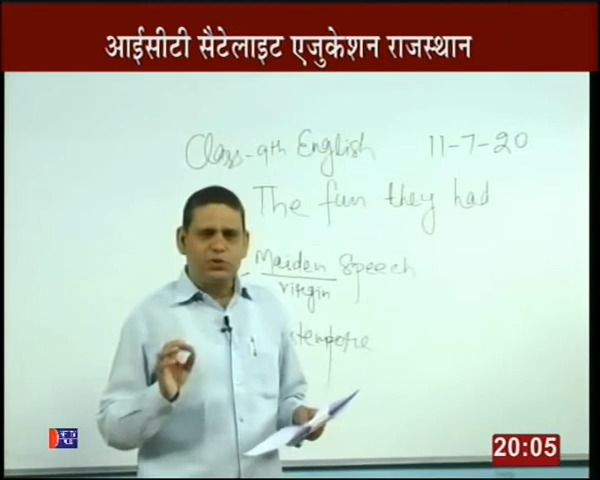 आईसीटी सैटेलाइट एजुकेशन राजस्थान
Class - 9th English 11-7-20
The fun they had
Maiden Speech
virgin
20:05